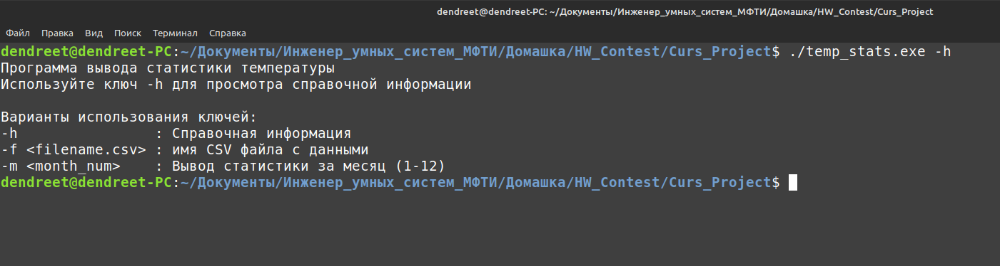 dendreet@dendreet-PC: ~/Документы/Инженер_умных_систем_МФТИ/Домашка/HW_Contest/Curs_Project
Файл Правка Вид Поиск Терминал Справка
dendreet@dendreet-PC:~/Документы/Инженер_умных_систем_МФТИ/Домашка/HW_Contest/Curs_Project$ ./temp_stats.exe -h
Программа вывода статистики температуры
Используйте ключ -h для просмотра справочной информации
Варианты использования ключей:
-h                : Справочная информация
-f <filename.csv> : имя CSV файла с данными
-m <month_num>    : Вывод статистики за месяц (1-12)
dendreet@dendreet-PC:~/Документы/Инженер_умных_систем_МФТИ/Домашка/HW_Contest/Curs_Project$